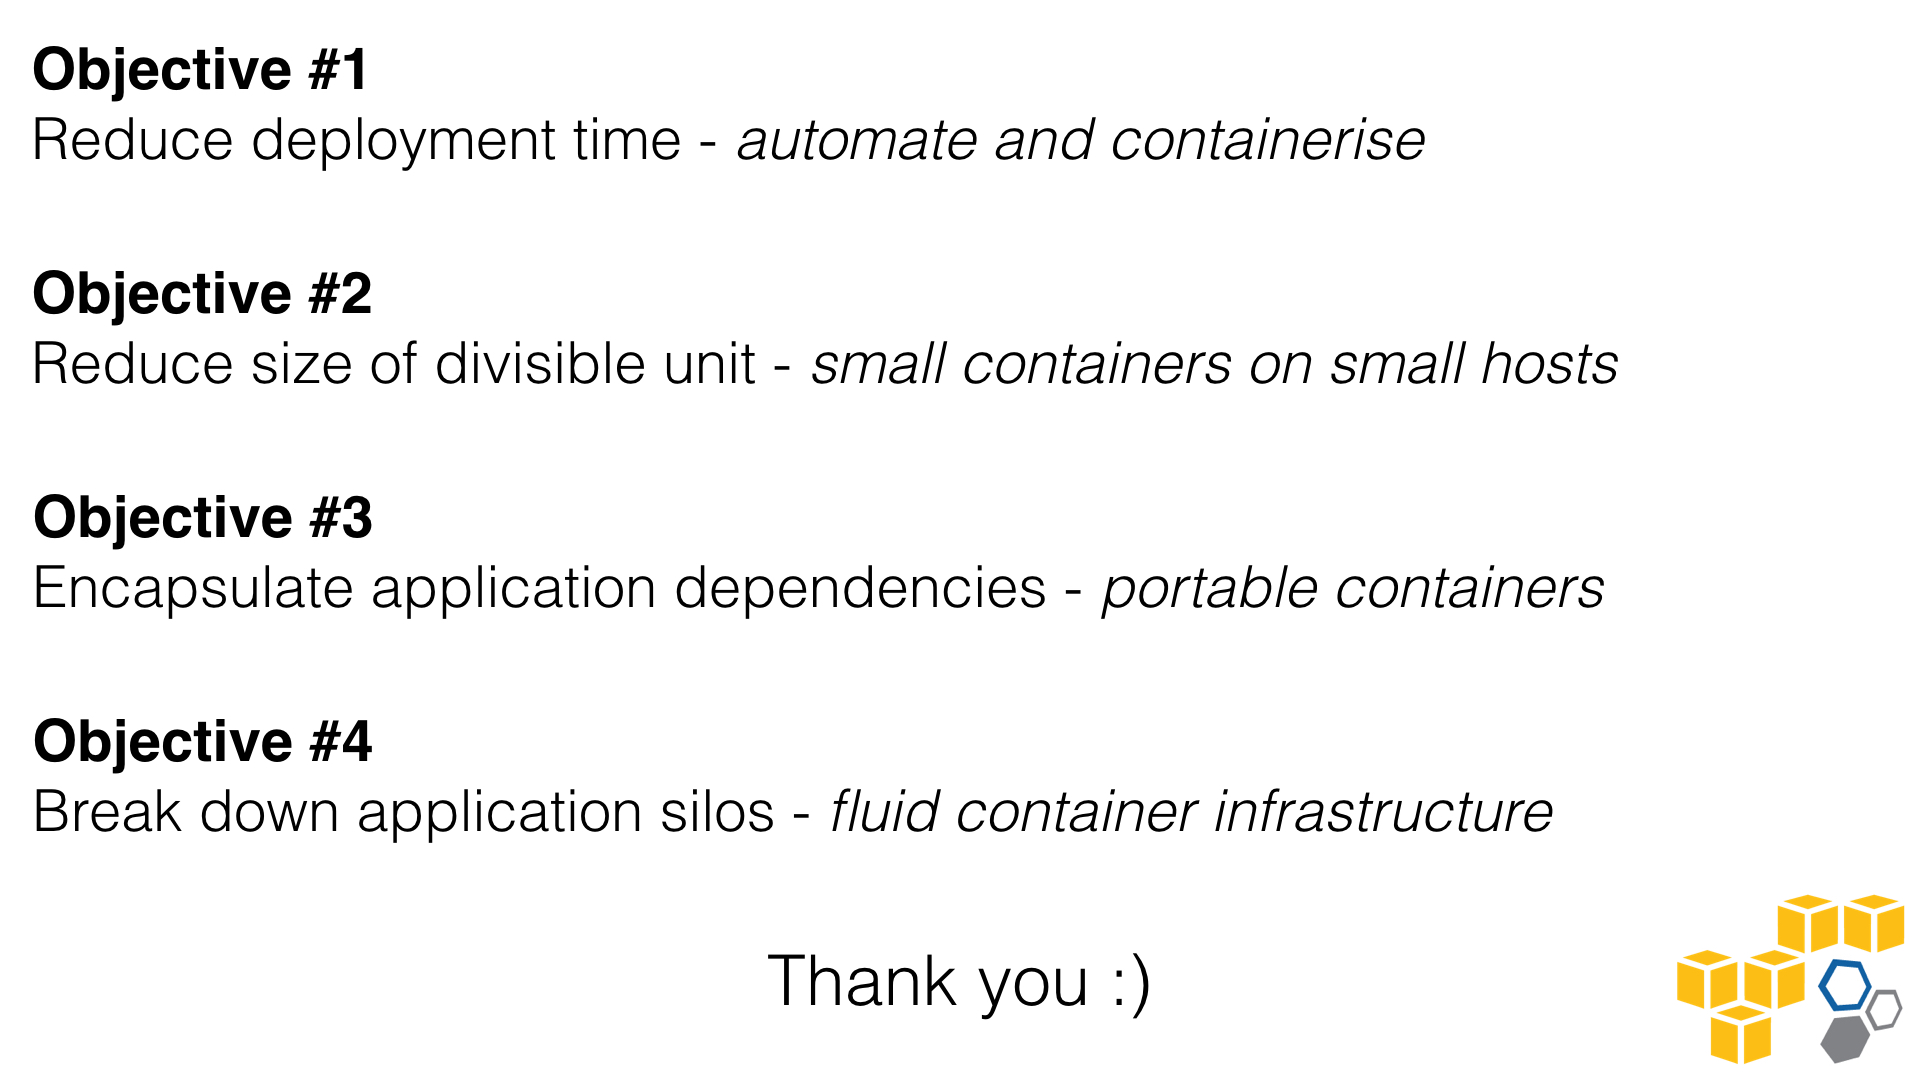 Objective #1
Reduce deployment time - automate and containerise
Objective #2
Reduce size of divisible unit - small containers on small hosts
Objective #3
Encapsulate application dependencies - portable containers
Objective #4
Break down application silos - fluid container infrastructure
Thank you :)